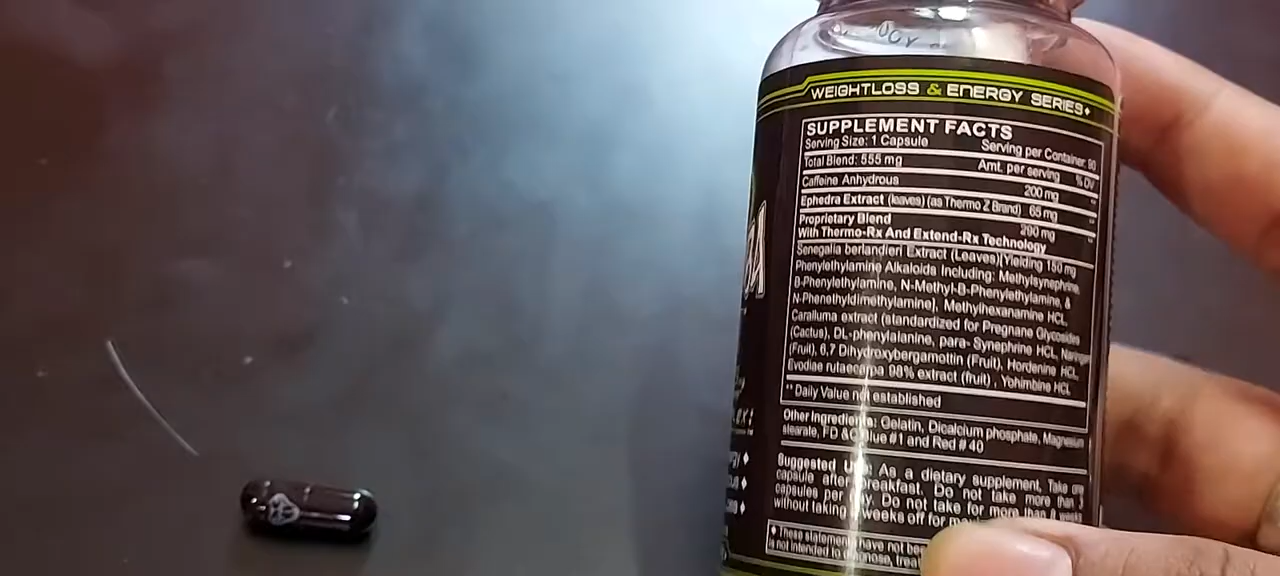 WEIGHTLOSS & ENERGY SERIES
SUPPLEMENT FACTS
Serving Size: 1 Capsule Serving per Container: 90
Total Blend: 555 mg Amt. per serving % DV
Caffeine Anhydrous 200 mg **
Ephedra Extract (leaves) (as Thermo Z Brand) 65 mg **
Proprietary Blend 290 mg **
With Thermo-Rx And Extend-Rx Technology
Senegalia berlandieri Extract (Leaves)(Yielding 150 mg
Phenylethylamine Alkaloids Including: Methylsynephrine,
B-Phenylethylamine, N-Methyl-B-Phenylethylamine, &
N-Phenethyldimethylamine), Methylhexanamine HCL,
Caralluma extract (standardized for Pregnane Glycosides
(Cactus), DL-phenylalanine, para- Synephrine HCL,
(Fruit), 6,7 Dihydroxybergamottin (Fruit), Hordenine HCL,
Evodiae rutaecarpa 98% extract (fruit) , Yohimbine HCL
** Daily Value not established
Other Ingredients: Gelatin, Dicalcium phosphate, Magnesium
stearate, FD & C Blue #1 and Red # 40
Suggested Use: As a dietary supplement, Take one
capsule after breakfast. Do not take more than
capsules per day. Do not take for more than 8 weeks
without taking weeks off for
These statements have not been
is not intended to diagnose, treat